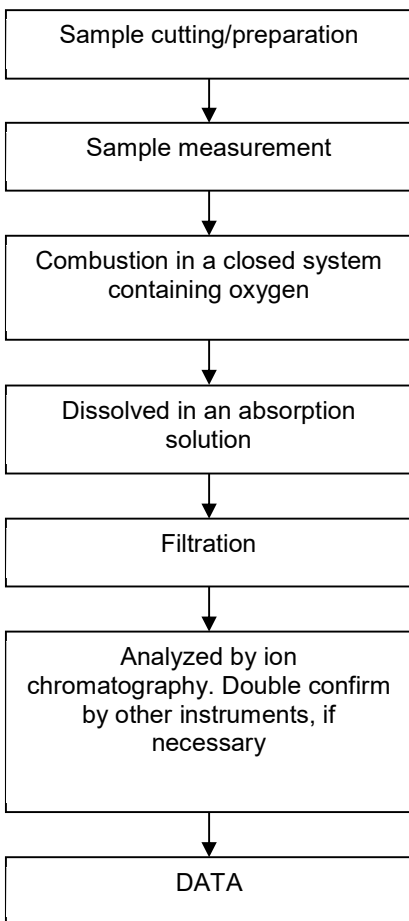 Sample cutting/preparation
Sample measurement
Combustion in a closed system
containing oxygen
Dissolved in an absorption
solution
Filtration
Analyzed by ion
chromatography. Double confirm
by other instruments, if
necessary
DATA